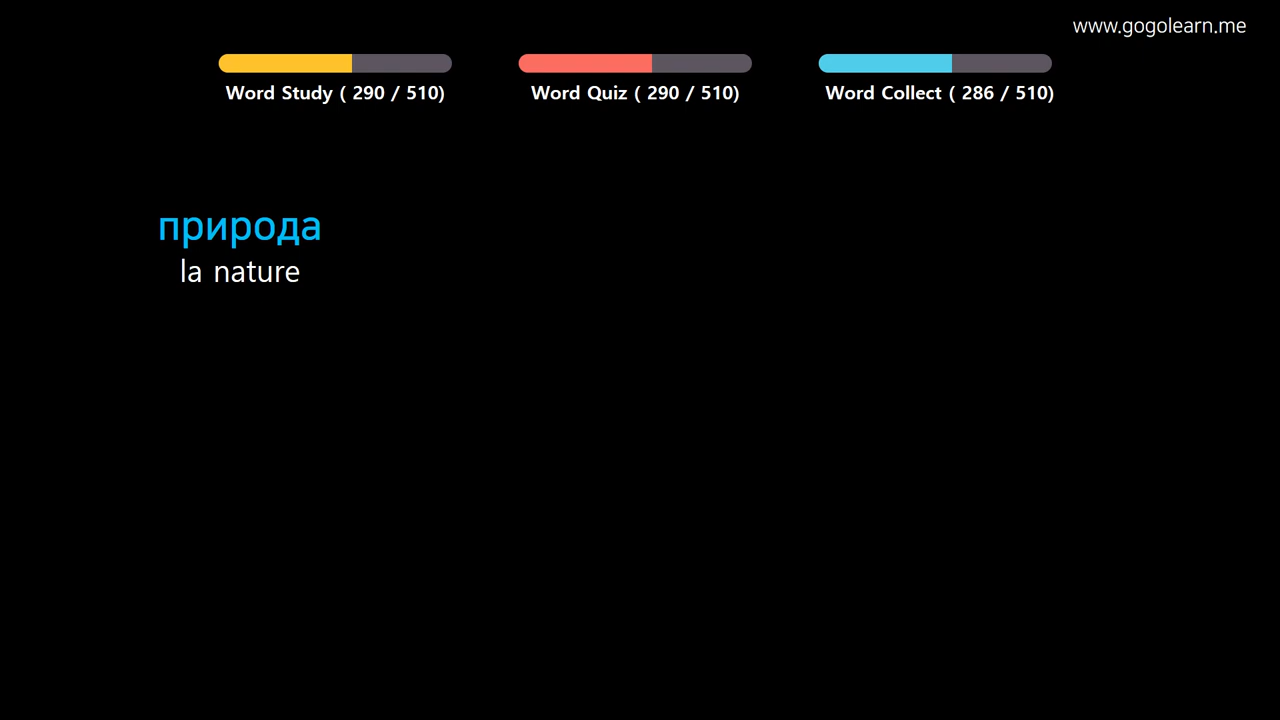 www.gogolearn.me
Word Study ( 290 / 510)
Word Quiz ( 290 / 510)
Word Collect ( 286 / 510)
природа
la nature